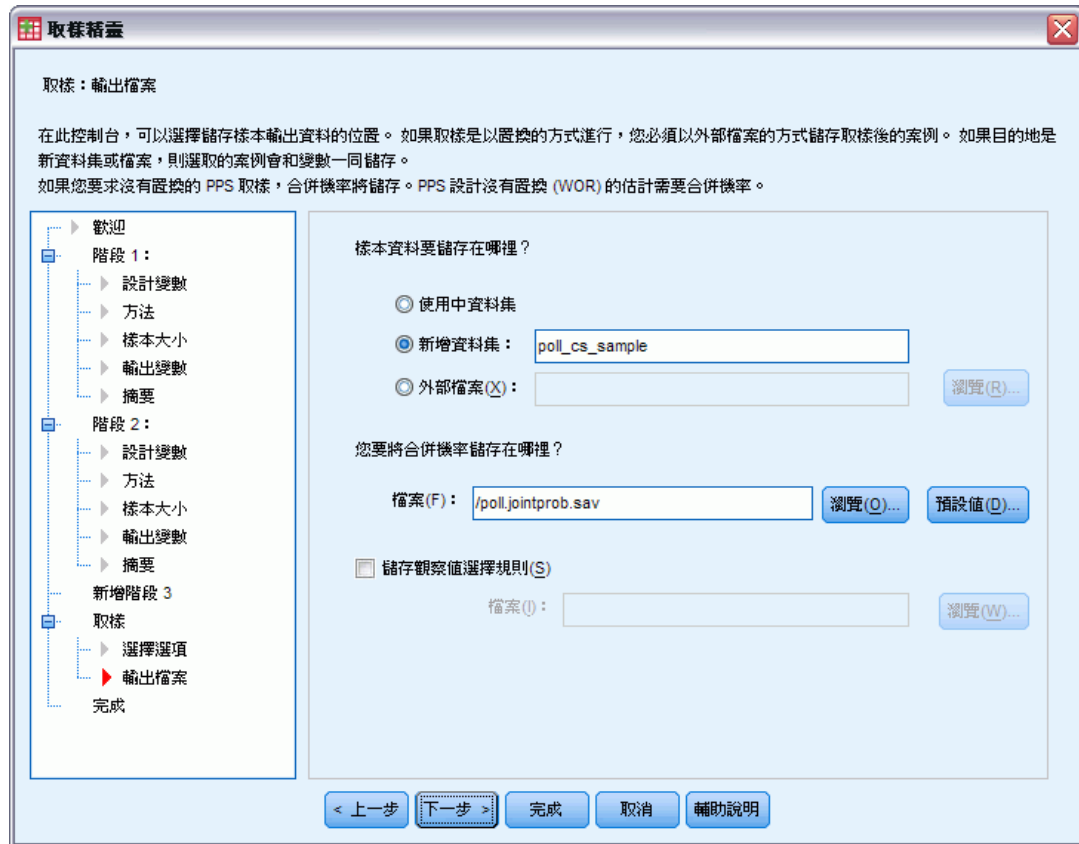 取樣精靈
取樣：輸出檔案
在此控制台，可以選擇儲存樣本輸出資料的位置。 如果取樣是以置換的方式進行，您必須以外部檔案的方式儲存取樣後的案例。 如果目的地是
新資料集或檔案，則選取的案例會和變數一同儲存。
如果您要求沒有置換的 PPS 取樣，合併機率將儲存。PPS 設計沒有置換 (WOR) 的估計需要合併機率。
歡迎
階段 1：
設計變數
方法
樣本大小
輸出變數
摘要
階段 2：
設計變數
方法
樣本大小
輸出變數
摘要
新增階段 3
取樣
選擇選項
輸出檔案
完成
樣本資料要儲存在哪裡？
使用中資料集
新增資料集： poll_cs_sample
外部檔案(X)： 瀏覽(R)...
您要將合併機率儲存在哪裡？
檔案(F)： /poll.jointprob.sav 瀏覽(O)... 預設值(D)...
儲存觀察值選擇規則(S)
檔案(I)： 瀏覽(W)...
< 上一步 下一步 > 完成 取消 輔助說明